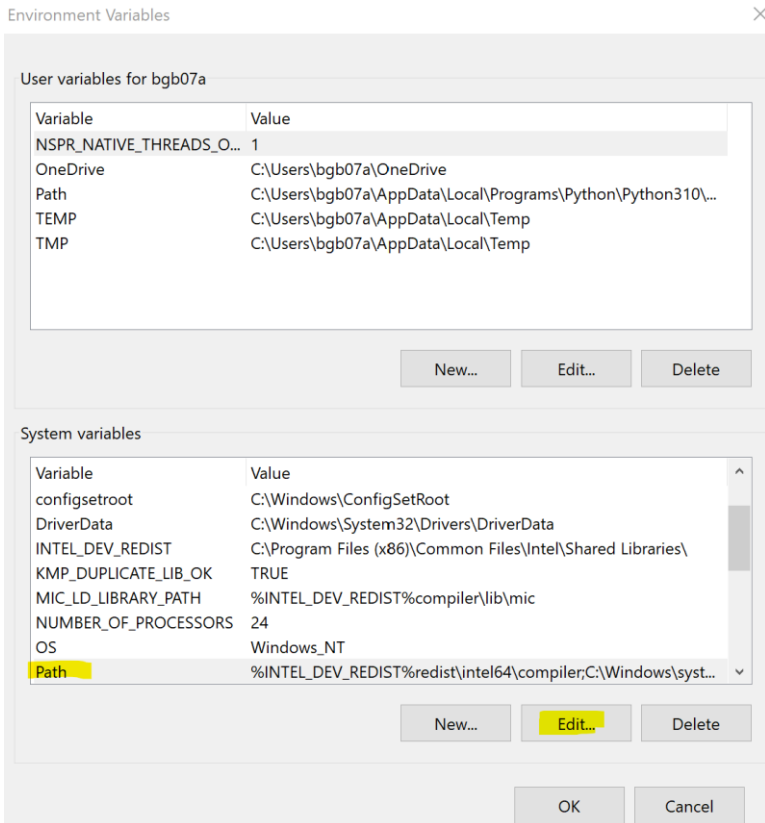 Environment Variables
User variables for bgb07a
Variable Value
NSPR_NATIVE_THREADS_O... 1
OneDrive C:\Users\bgb07a\OneDrive
Path C:\Users\bgb07a\AppData\Local\Programs\Python\Python310\...
TEMP C:\Users\bgb07a\AppData\Local\Temp
TMP C:\Users\bgb07a\AppData\Local\Temp
New... Edit... Delete
System variables
Variable Value
configsetroot C:\Windows\ConfigSetRoot
DriverData C:\Windows\System32\Drivers\DriverData
INTEL_DEV_REDIST C:\Program Files (x86)\Common Files\Intel\Shared Libraries\
KMP_DUPLICATE_LIB_OK TRUE
MIC_LD_LIBRARY_PATH %INTEL_DEV_REDIST%compiler\lib\mic
NUMBER_OF_PROCESSORS 24
OS Windows_NT
Path %INTEL_DEV_REDIST%redist\intel64\compiler;C:\Windows\syst...
New... Edit... Delete
OK Cancel